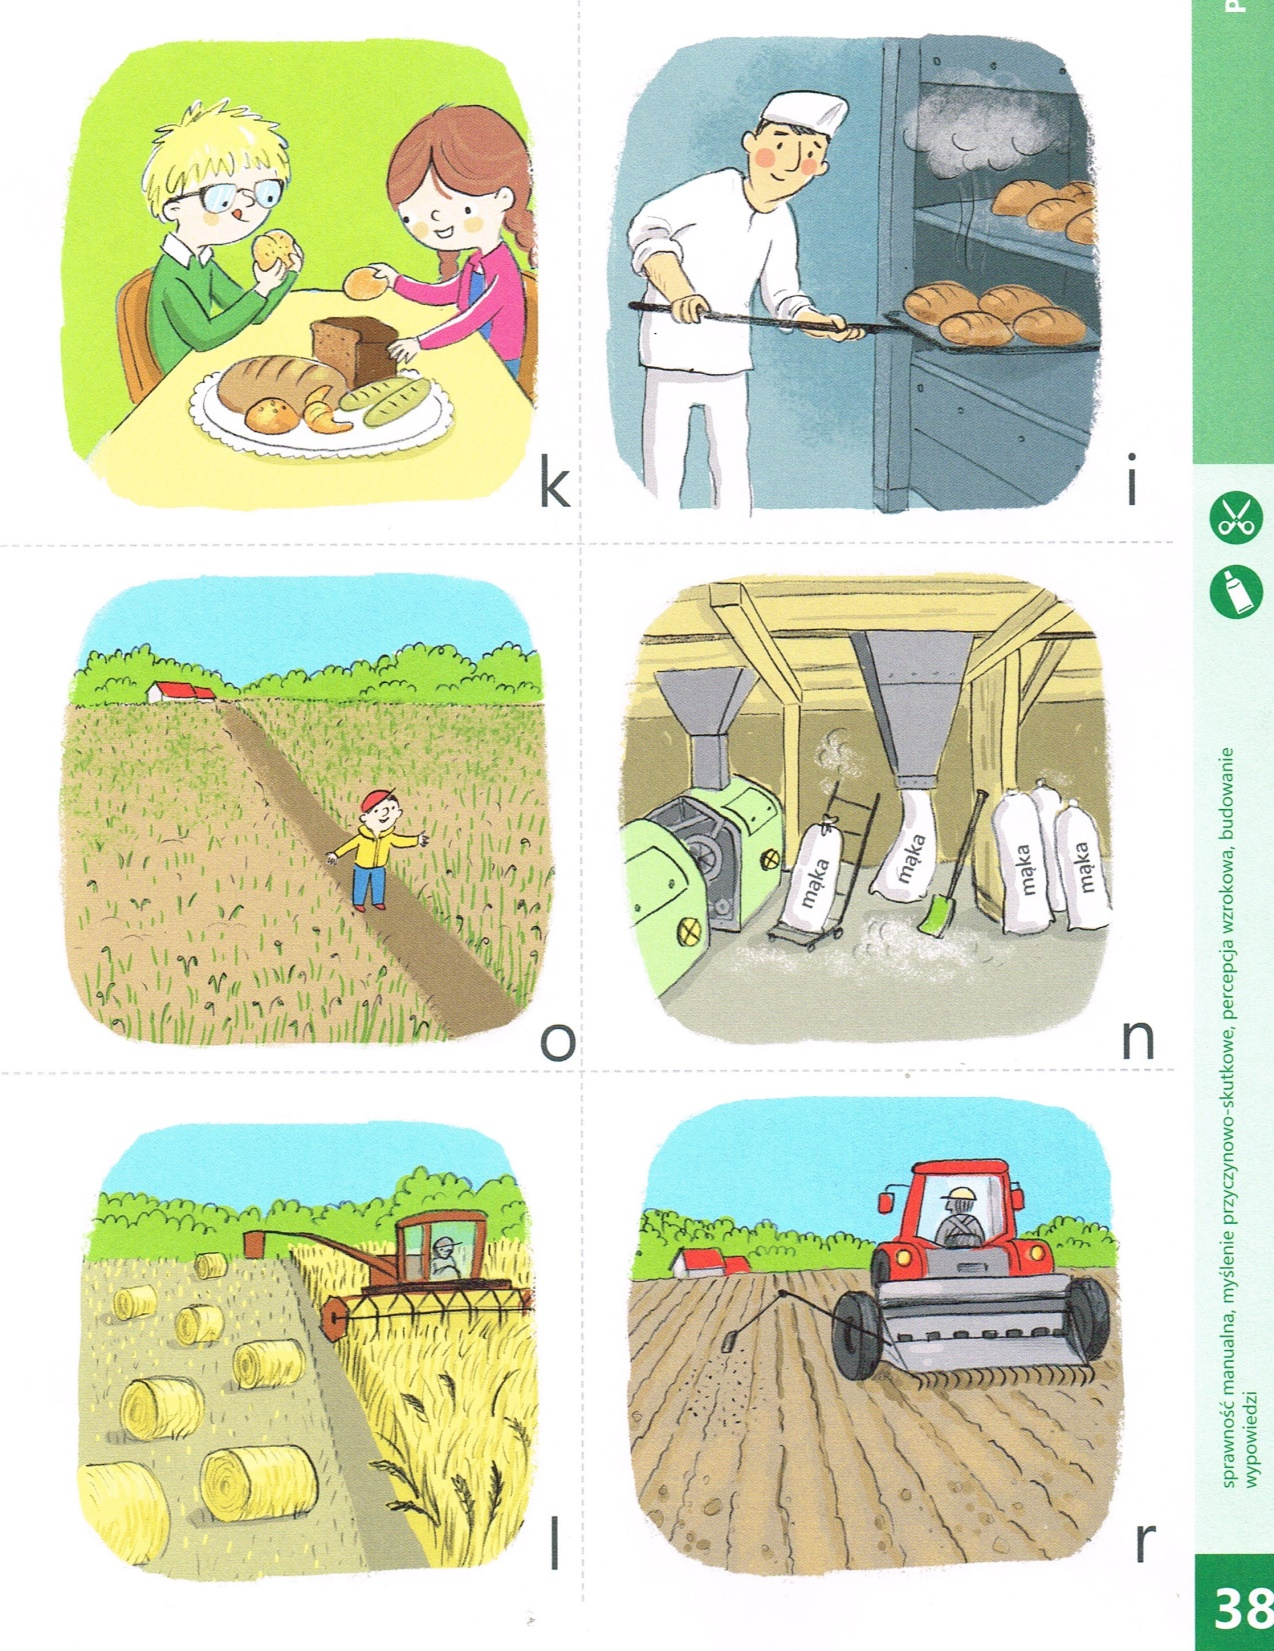 P
k
i
o
n
mąka
mąka
mąka
mąka
l
r
sprawność manualna, myślenie przyczynowo-skutkowe, percepcja wzrokowa, budowanie
wypowiedzi
38